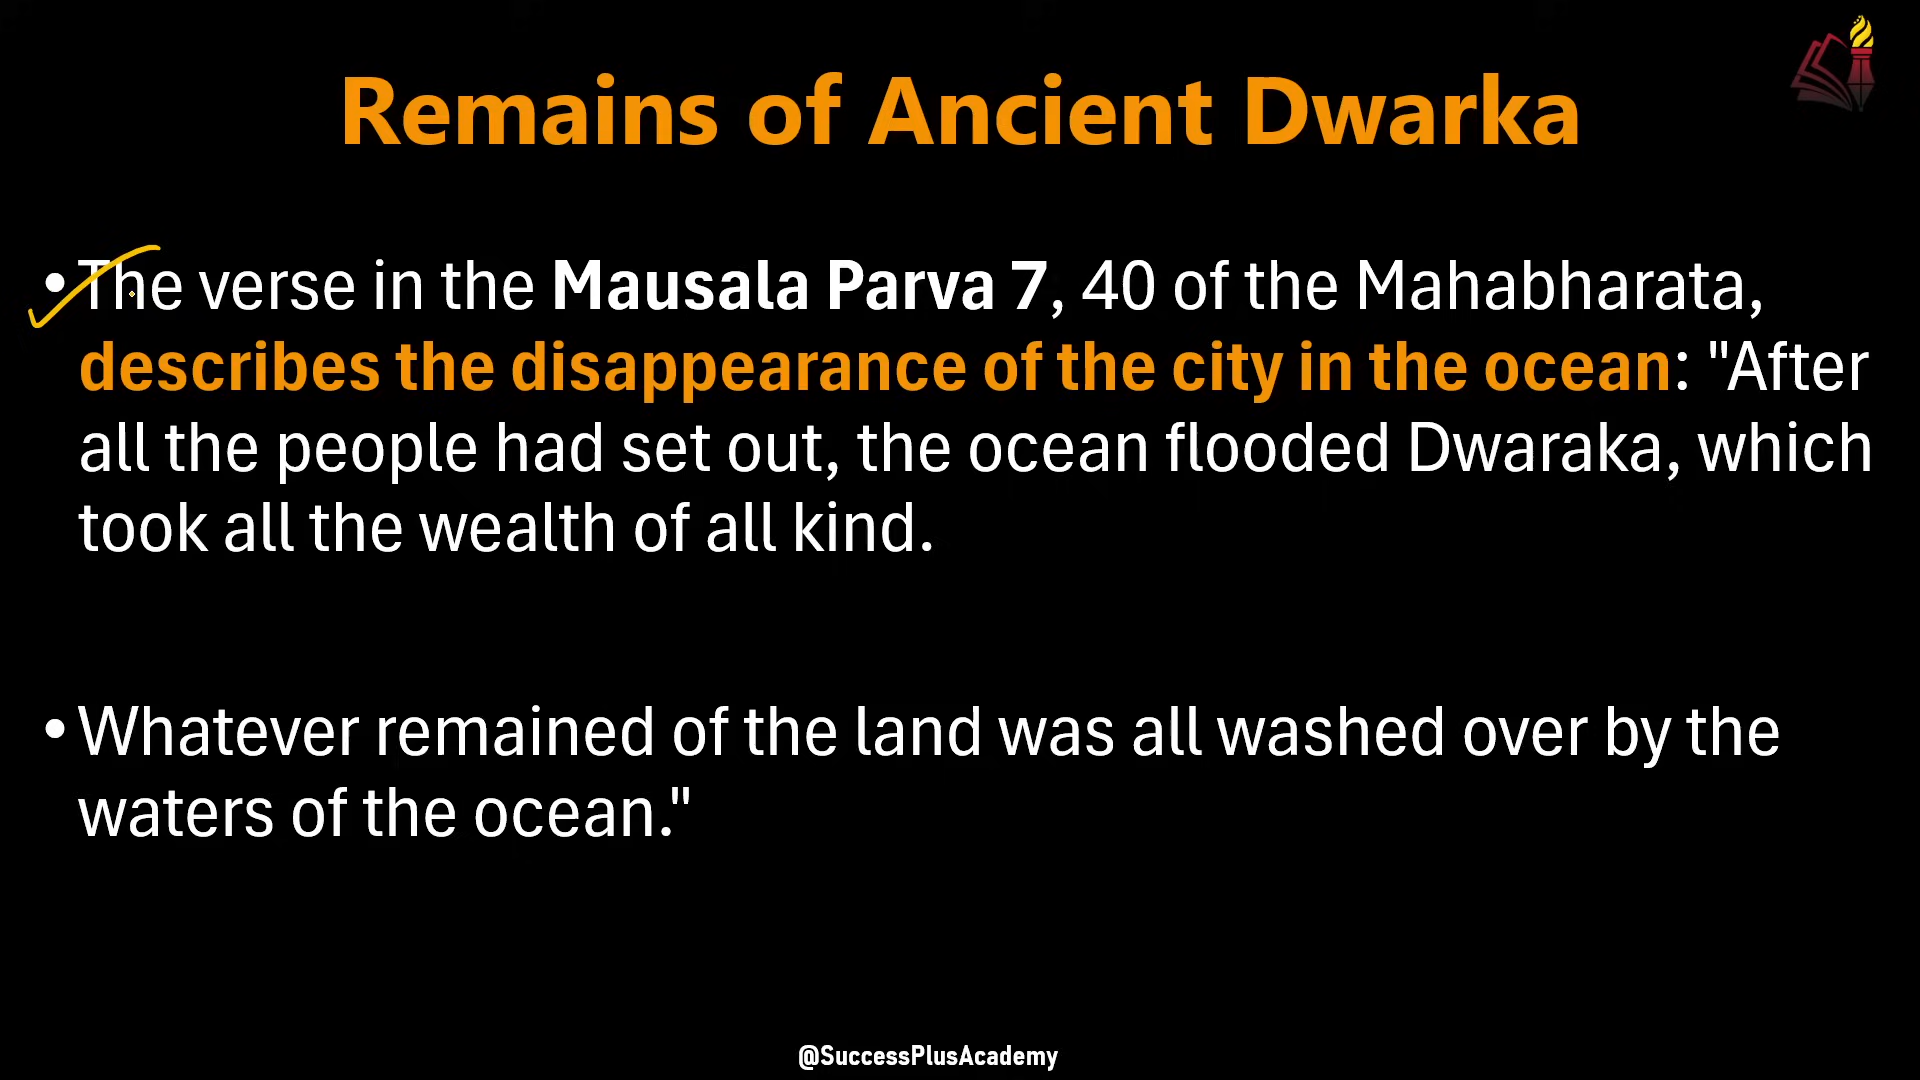 Remains of Ancient Dwarka
• The verse in the Mausala Parva 7, 40 of the Mahabharata,
describes the disappearance of the city in the ocean: "After
all the people had set out, the ocean flooded Dwaraka, which
took all the wealth of all kind.
• Whatever remained of the land was all washed over by the
waters of the ocean."
@SuccessPlusAcademy